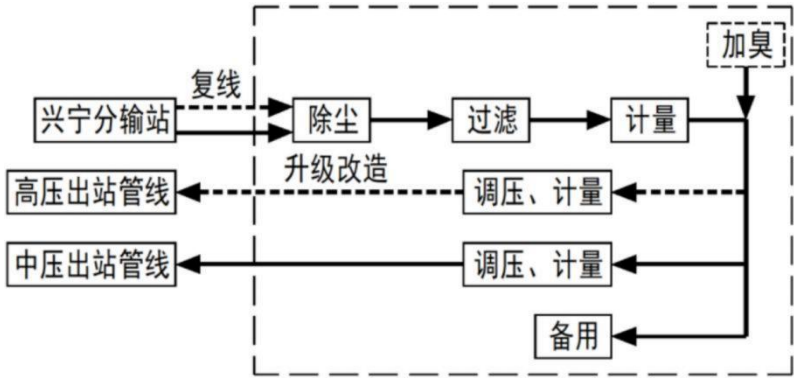 加臭
复线
兴宁分输站
除尘
过滤
计量
升级改造
高压出站管线
调压、计量
中压出站管线
调压、计量
备用